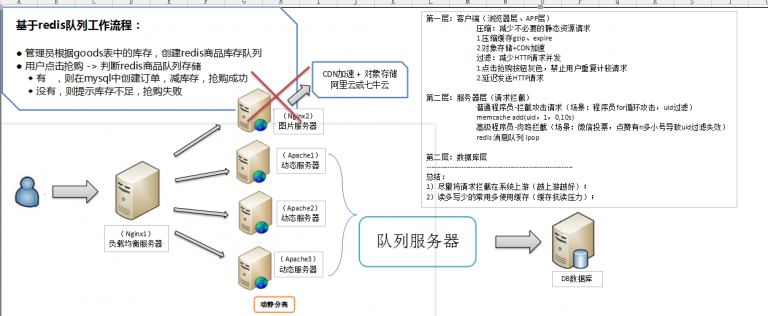 基于redis队列工作流程：
● 管理员根据goods表中的库存，创建redis商品库存队列
● 用户点击抢购 -> 判断redis商品队列存储
• 有 ，则在mysql中创建订单，减库存，抢购成功
• 没有，则提示库存不足，抢购失败
CDN加速 + 对象存储
阿里云或七牛云
（Nginx2）
图片服务器
（Apache1）
动态服务器
（Apache2）
动态服务器
（Apache3）
动态服务器
（Nginx1）
负载均衡服务器
动静分离
队列服务器
DB数据库
第一层：客户端（浏览器层、APP层）
压缩：减少不必要的静态资源请求
1.压缩缓存gzip、expire
2.对象存储+CDN加速
过滤：减少HTTP请求并发
1.点击抢购按钮灰色，禁止用户重复计较请求
2.延迟发送HTTP请求
第二层：服务器层（请求拦截）
普通程序员-拦截攻击请求（场景：程序员for循环攻击，uid过滤）
memcache add(uid，1，0,10s)
高级程序员-肉鸡拦截（场景：微信投票，点赞有n多小号导致uid过滤失败）
redis 消息队列 lpop
第二层：数据库层
总结：
1）尽量将请求拦截在系统上游（越上游越好）；
2）读多写少的常用多使用缓存（缓存抗读压力）；